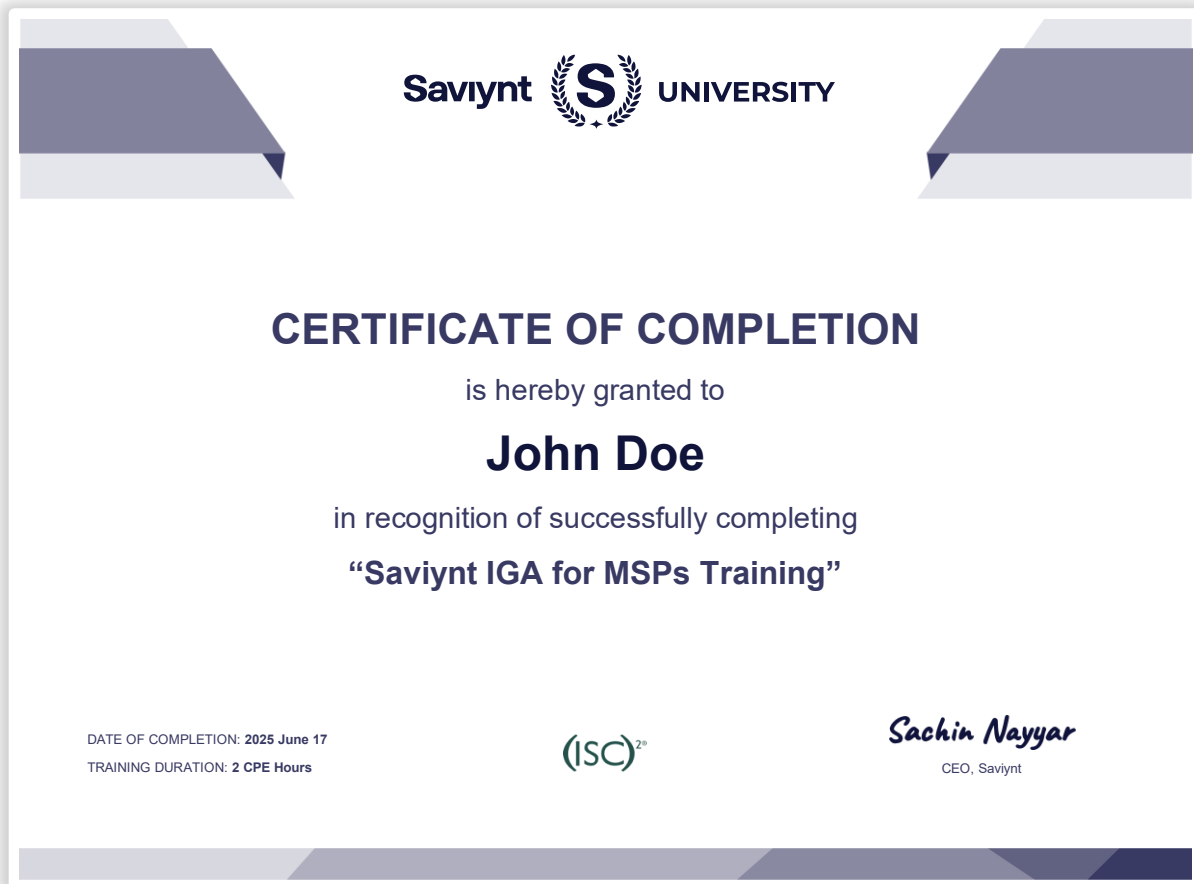 Saviynt S UNIVERSITY
CERTIFICATE OF COMPLETION
is hereby granted to
John Doe
in recognition of successfully completing
“Saviynt IGA for MSPs Training”
DATE OF COMPLETION: 2025 June 17
TRAINING DURATION: 2 CPE Hours
(ISC)²®
Sachin Nayyar
CEO, Saviynt